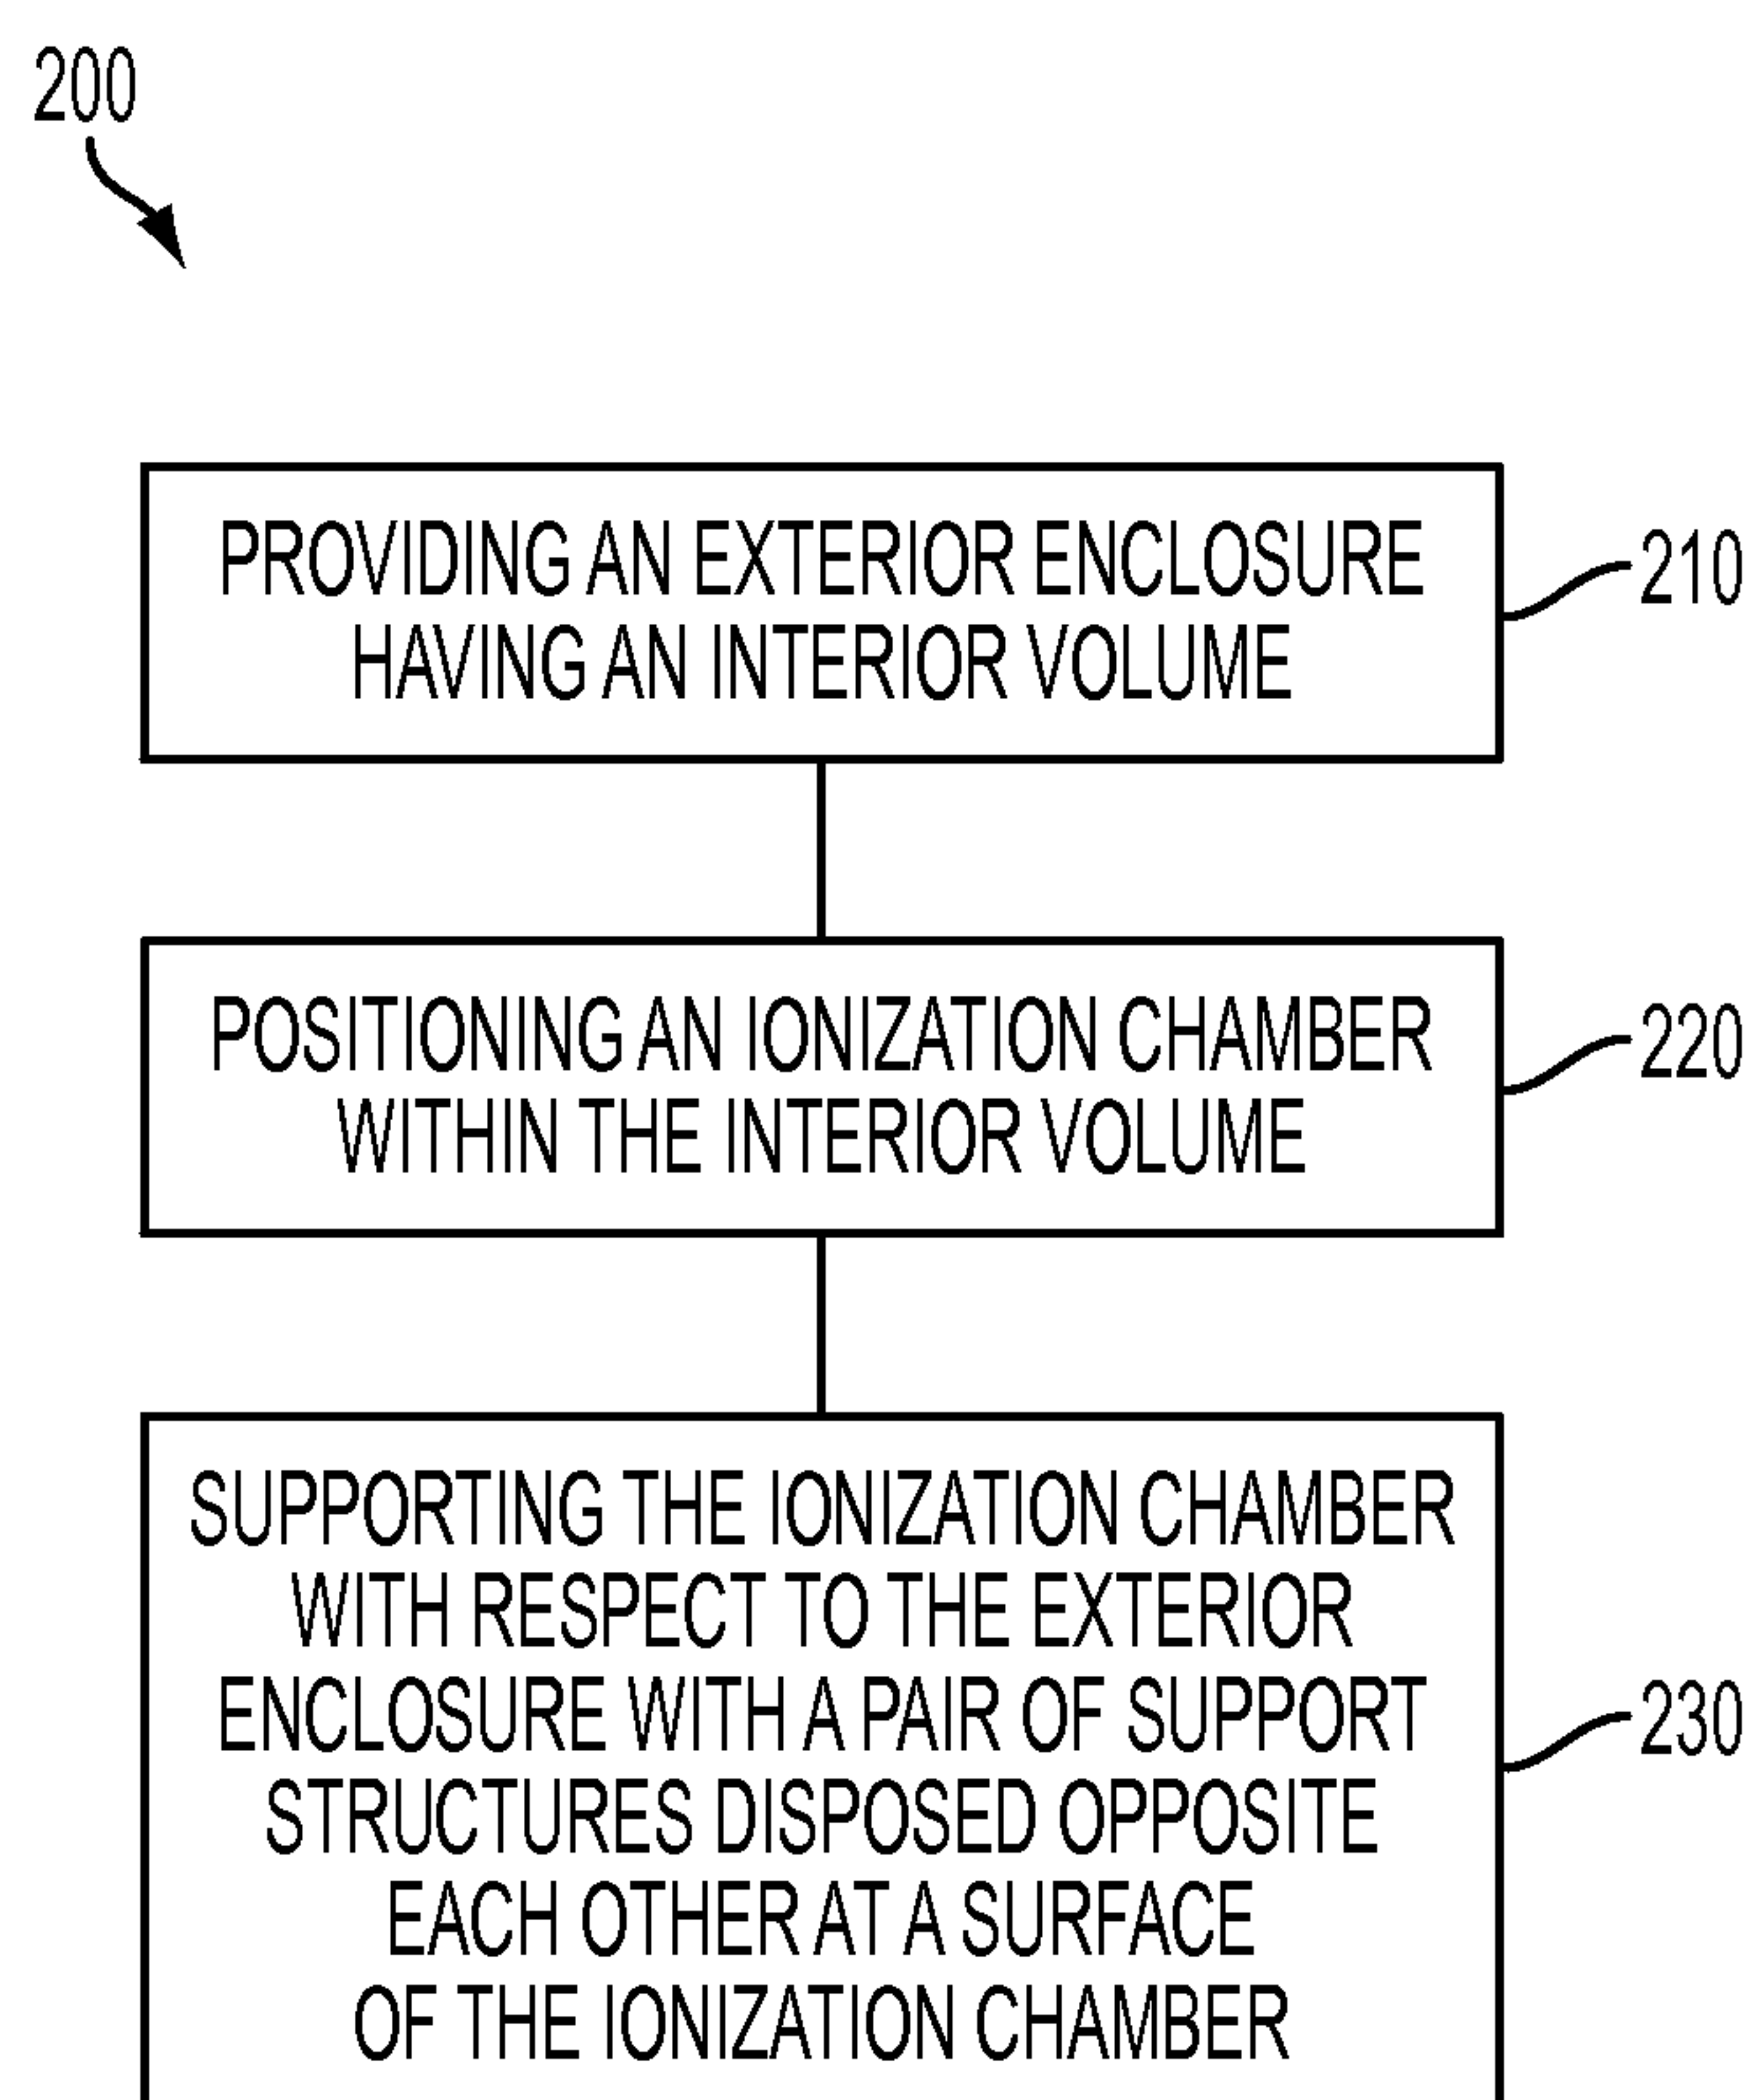 200
PROVIDING AN EXTERIOR ENCLOSURE
HAVING AN INTERIOR VOLUME
210
POSITIONING AN IONIZATION CHAMBER
WITHIN THE INTERIOR VOLUME
220
SUPPORTING THE IONIZATION CHAMBER
WITH RESPECT TO THE EXTERIOR
ENCLOSURE WITH A PAIR OF SUPPORT
STRUCTURES DISPOSED OPPOSITE
EACH OTHER AT A SURFACE
OF THE IONIZATION CHAMBER
230